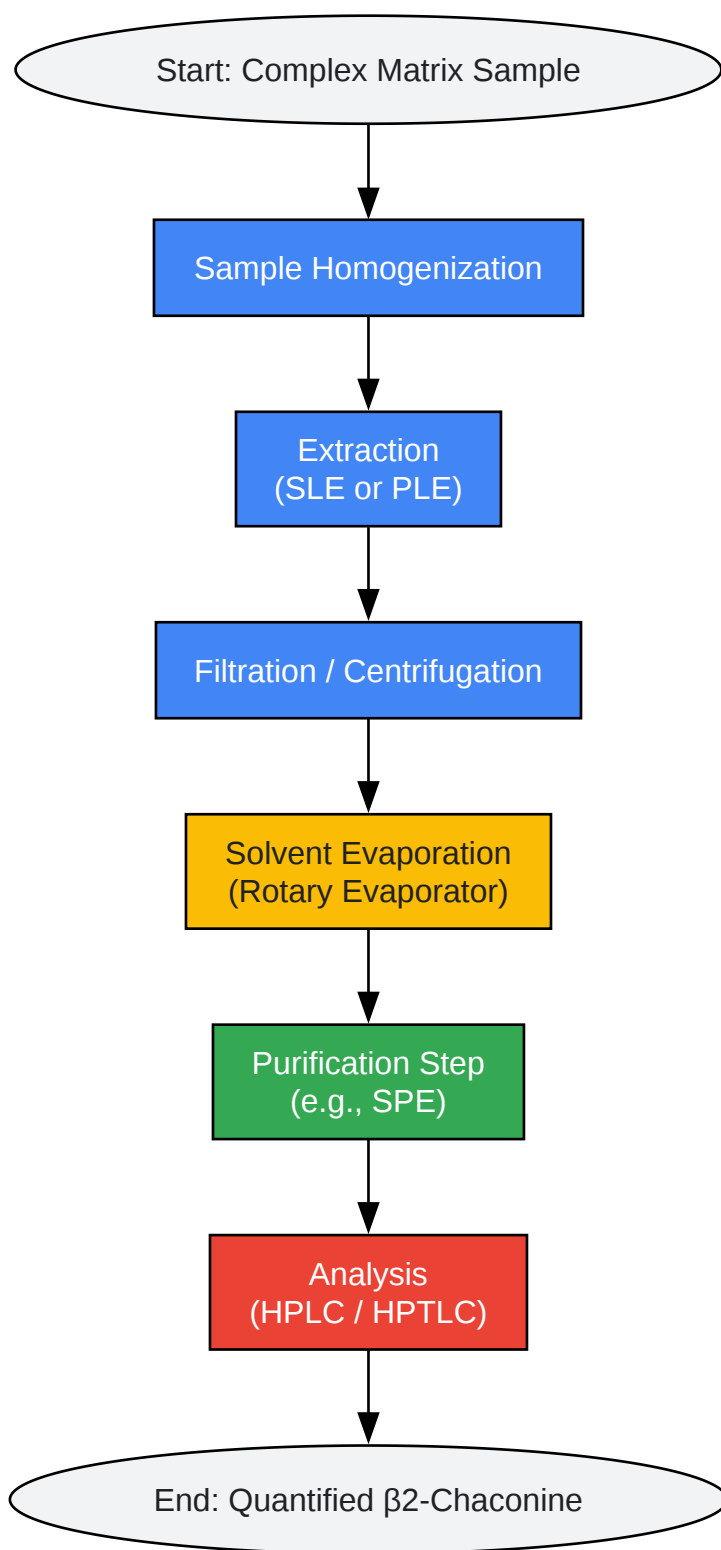 Start: Complex Matrix Sample
Sample Homogenization
Extraction
(SLE or PLE)
Filtration / Centrifugation
Solvent Evaporation
(Rotary Evaporator)
Purification Step
(e.g., SPE)
Analysis
(HPLC / HPTLC)
End: Quantified β2-Chaconine